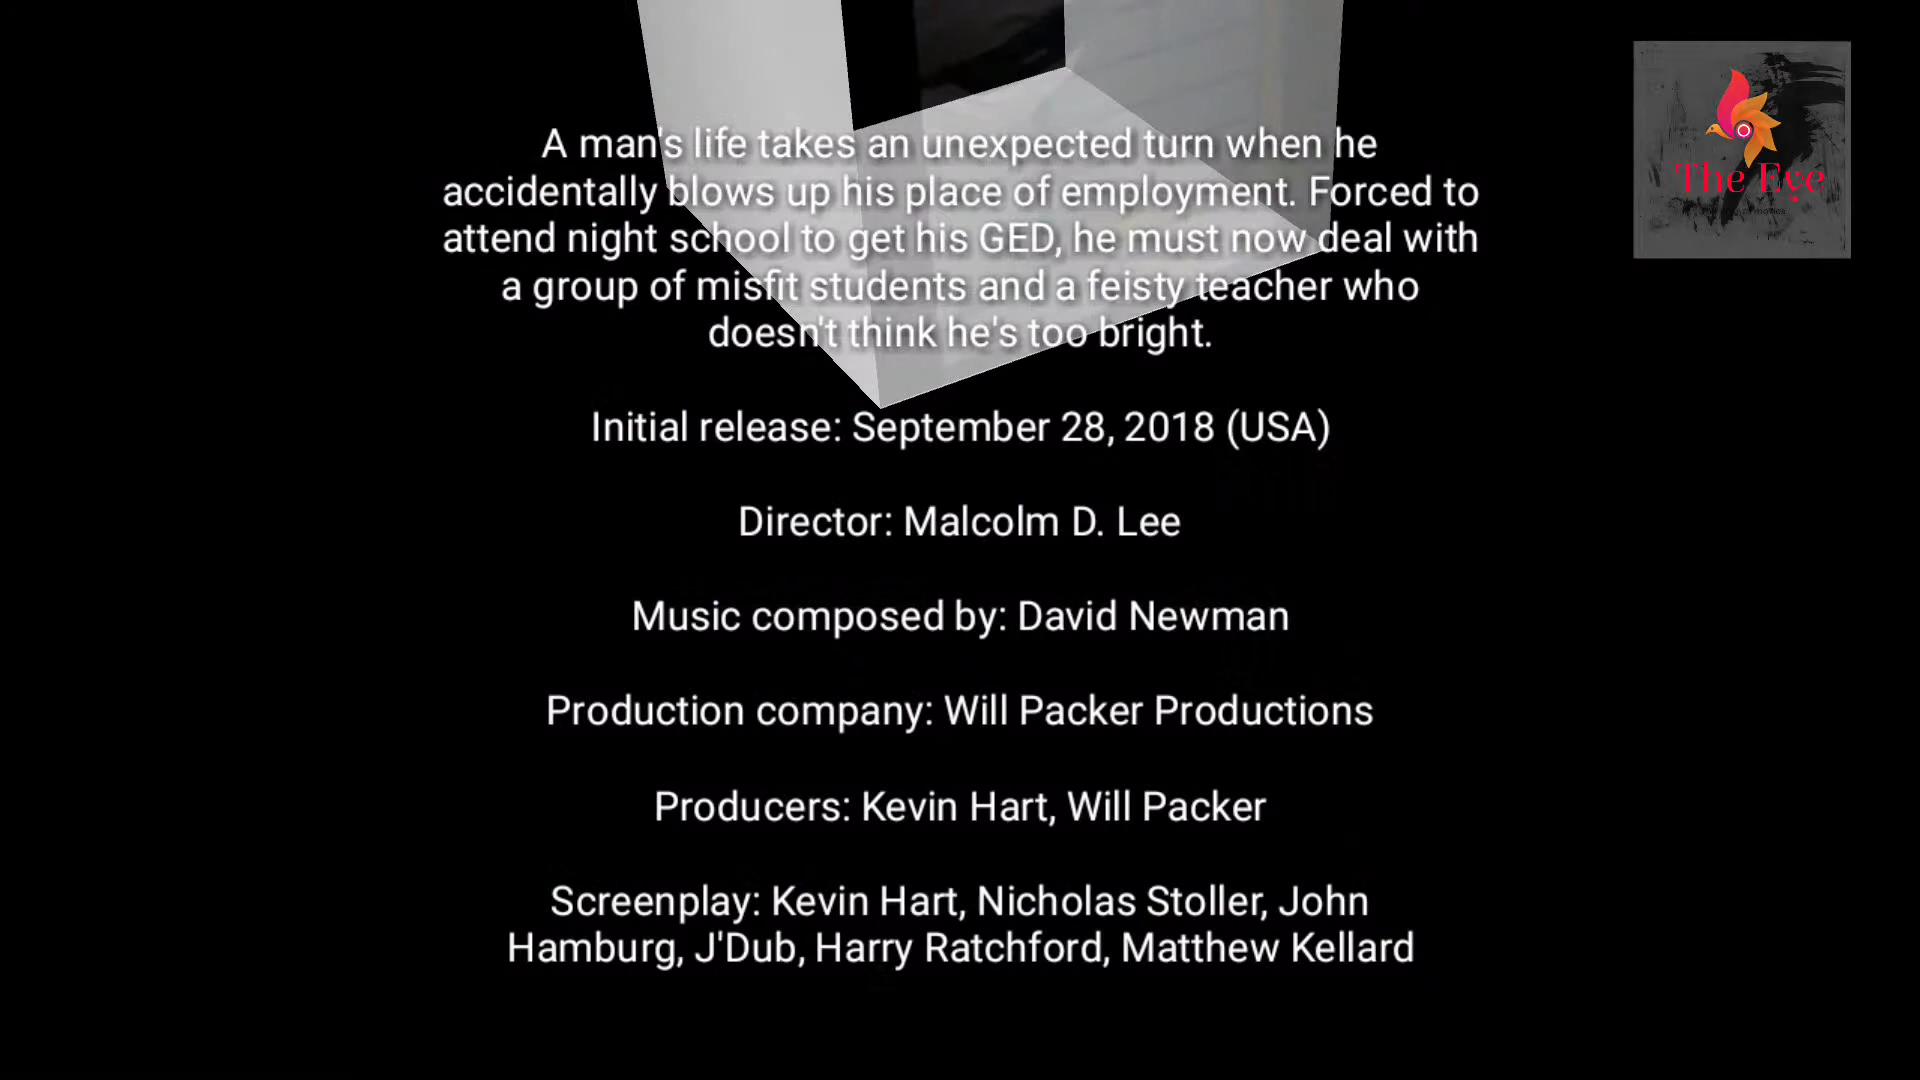 A man's life takes an unexpected turn when he
accidentally blows up his place of employment. Forced to
attend night school to get his GED, he must now deal with
a group of misfit students and a feisty teacher who
doesn't think he's too bright.
Initial release: September 28, 2018 (USA)
Director: Malcolm D. Lee
Music composed by: David Newman
Production company: Will Packer Productions
Producers: Kevin Hart, Will Packer
Screenplay: Kevin Hart, Nicholas Stoller, John
Hamburg, J'Dub, Harry Ratchford, Matthew Kellard
The Eye